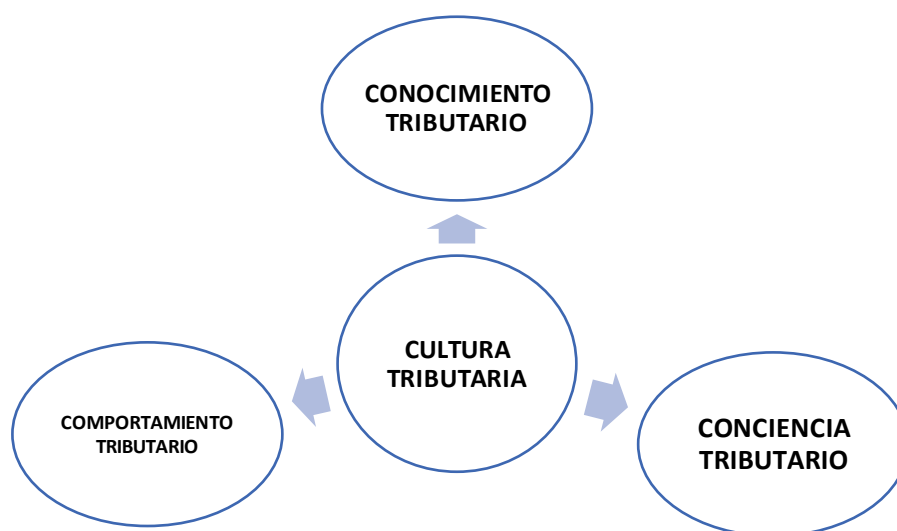 CONOCIMIENTO
TRIBUTARIO
CULTURA
TRIBUTARIA
COMPORTAMIENTO
TRIBUTARIO
CONCIENCIA
TRIBUTARIO